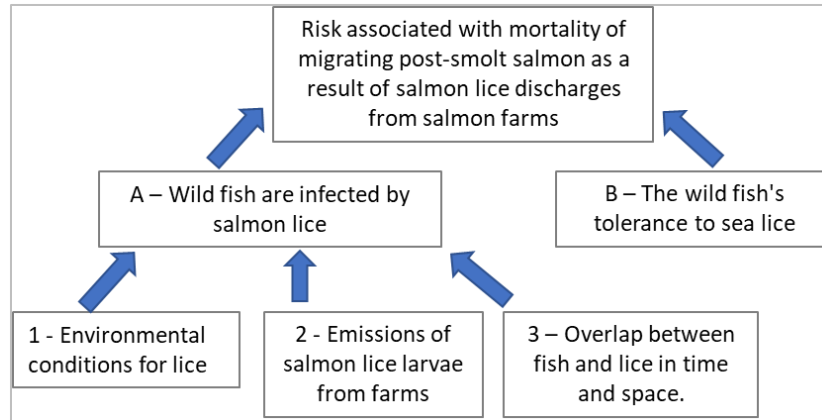 Risk associated with mortality of
migrating post-smolt salmon as a
result of salmon lice discharges
from salmon farms
A – Wild fish are infected by
salmon lice
B – The wild fish's
tolerance to sea lice
1 - Environmental
conditions for lice
2 - Emissions of
salmon lice larvae
from farms
3 – Overlap between
fish and lice in time
and space.